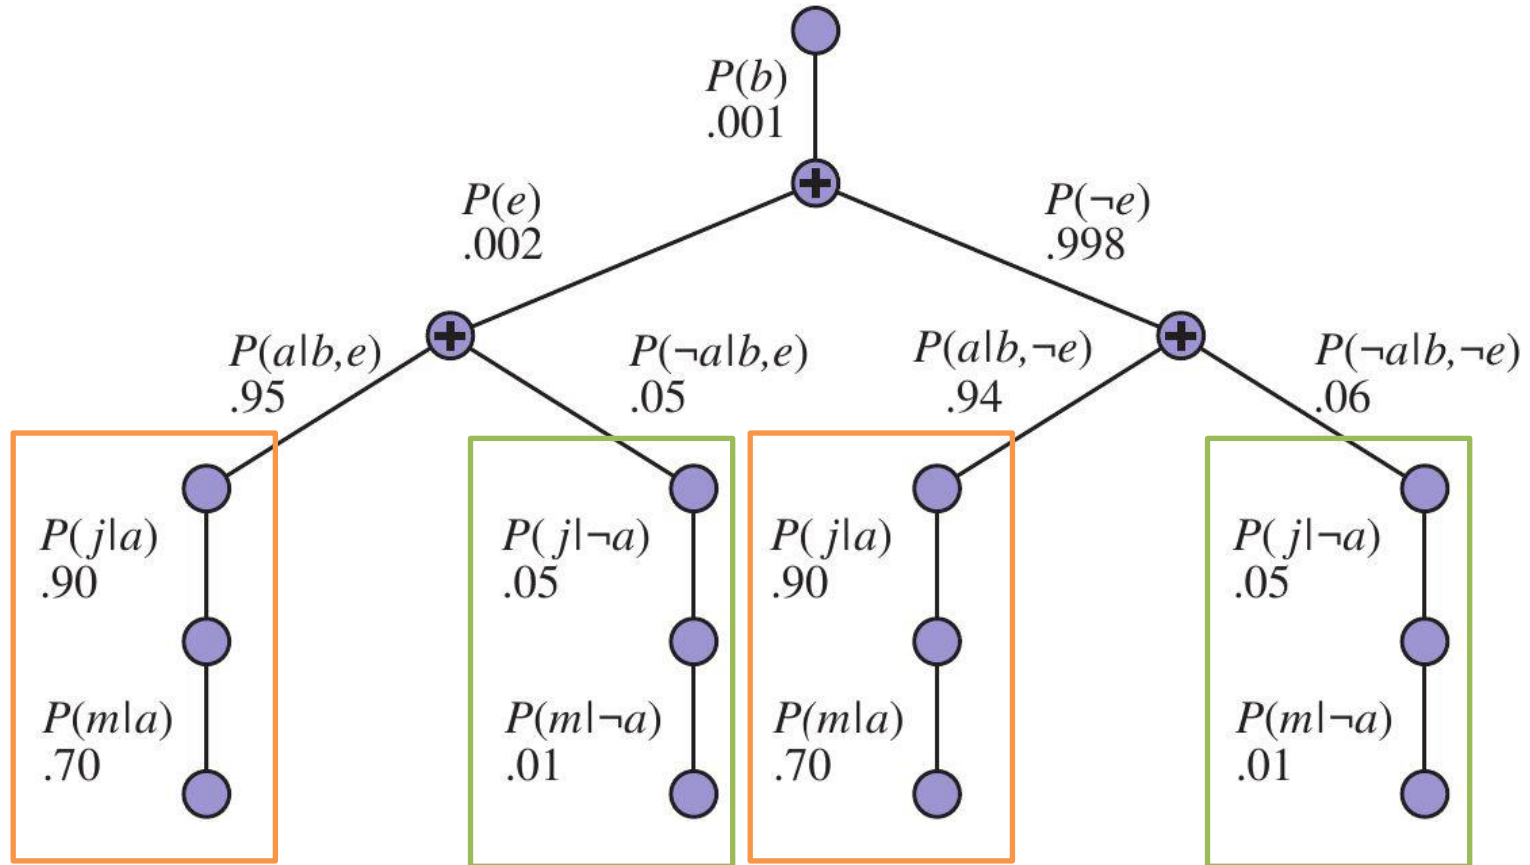 P(b)
.001
P(e)
.002
P(¬e)
.998
P(a|b,e)
.95
P(¬a|b,e)
.05
P(a|b,¬e)
.94
P(¬a|b,¬e)
.06
P(j|a)
.90
P(j|¬a)
.05
P(j|a)
.90
P(j|¬a)
.05
P(m|a)
.70
P(m|¬a)
.01
P(m|a)
.70
P(m|¬a)
.01